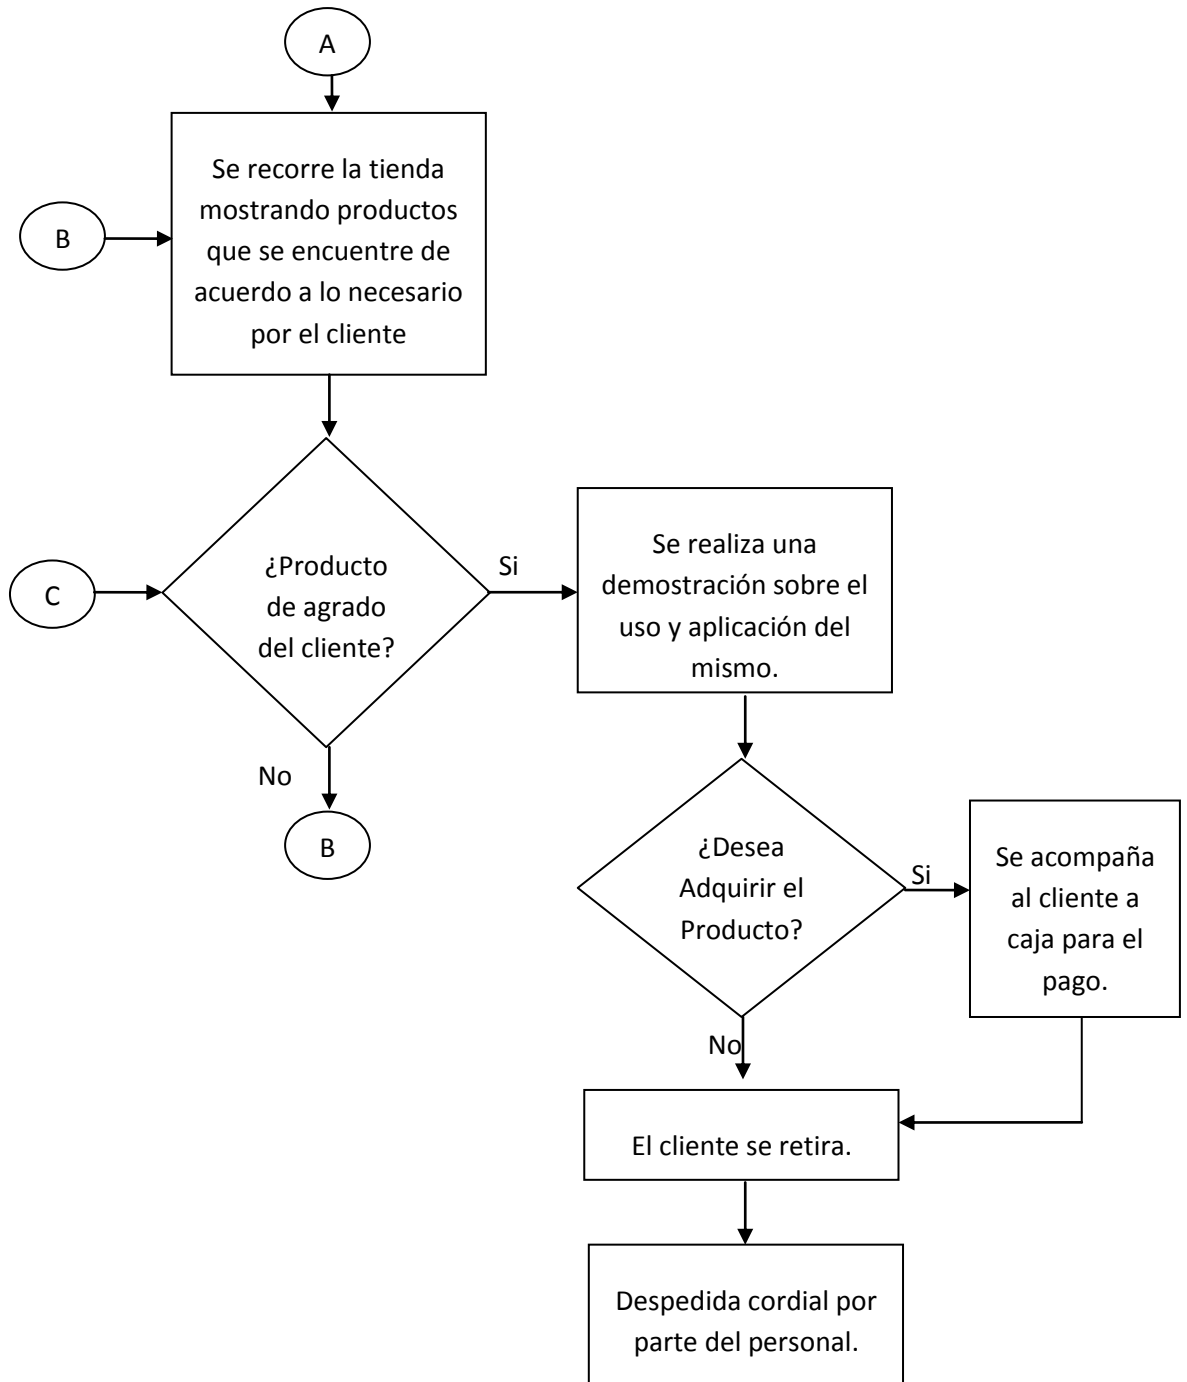 A
Se recorre la tienda
mostrando productos
que se encuentre de
acuerdo a lo necesario
por el cliente
B
¿Producto
de agrado
del cliente?
C
Si
Se realiza una
demostración sobre el
uso y aplicación del
mismo.
No
B
¿Desea
Adquirir el
Producto?
Si
Se acompaña
al cliente a
caja para el
pago.
No
El cliente se retira.
Despedida cordial por
parte del personal.